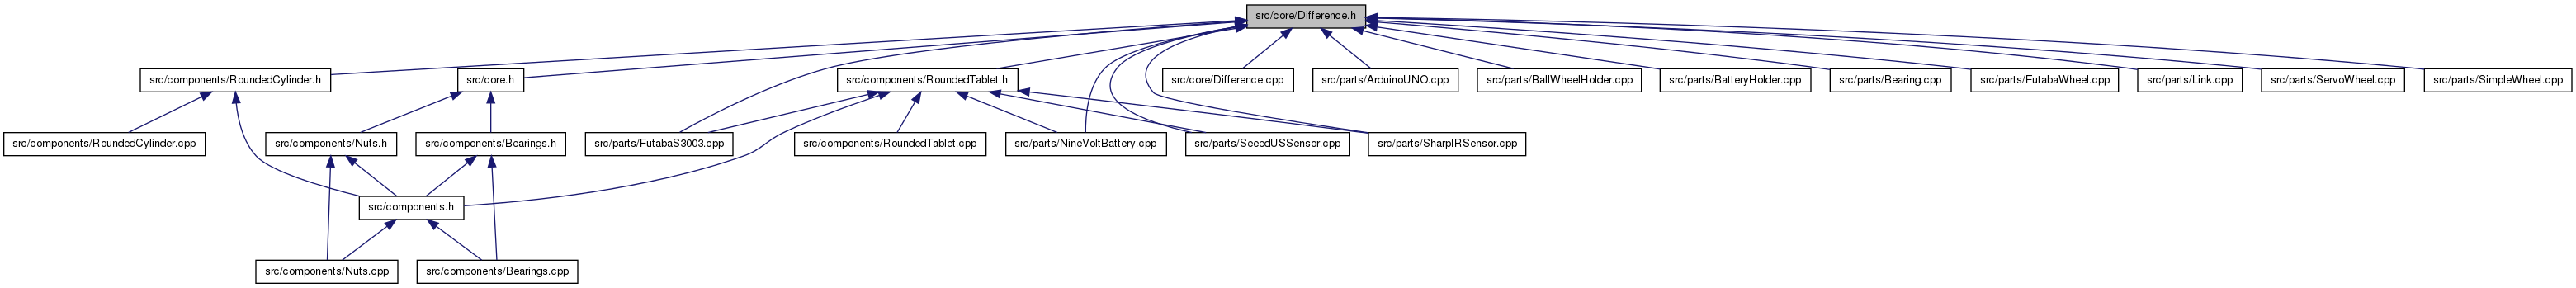 src/core/Difference.h
src/components/RoundedCylinder.h
src/core.h
src/components/RoundedTablet.h
src/core/Difference.cpp
src/parts/ArduinoUNO.cpp
src/parts/BallWheelHolder.cpp
src/parts/BatteryHolder.cpp
src/parts/Bearing.cpp
src/parts/FutabaWheel.cpp
src/parts/Link.cpp
src/parts/ServoWheel.cpp
src/parts/SimpleWheel.cpp
src/components/RoundedCylinder.cpp
src/components/Nuts.h
src/components/Bearings.h
src/parts/FutabaS3003.cpp
src/components/RoundedTablet.cpp
src/parts/NineVoltBattery.cpp
src/parts/SeeedUSSensor.cpp
src/parts/SharpIRSensor.cpp
src/components.h
src/components/Nuts.cpp
src/components/Bearings.cpp